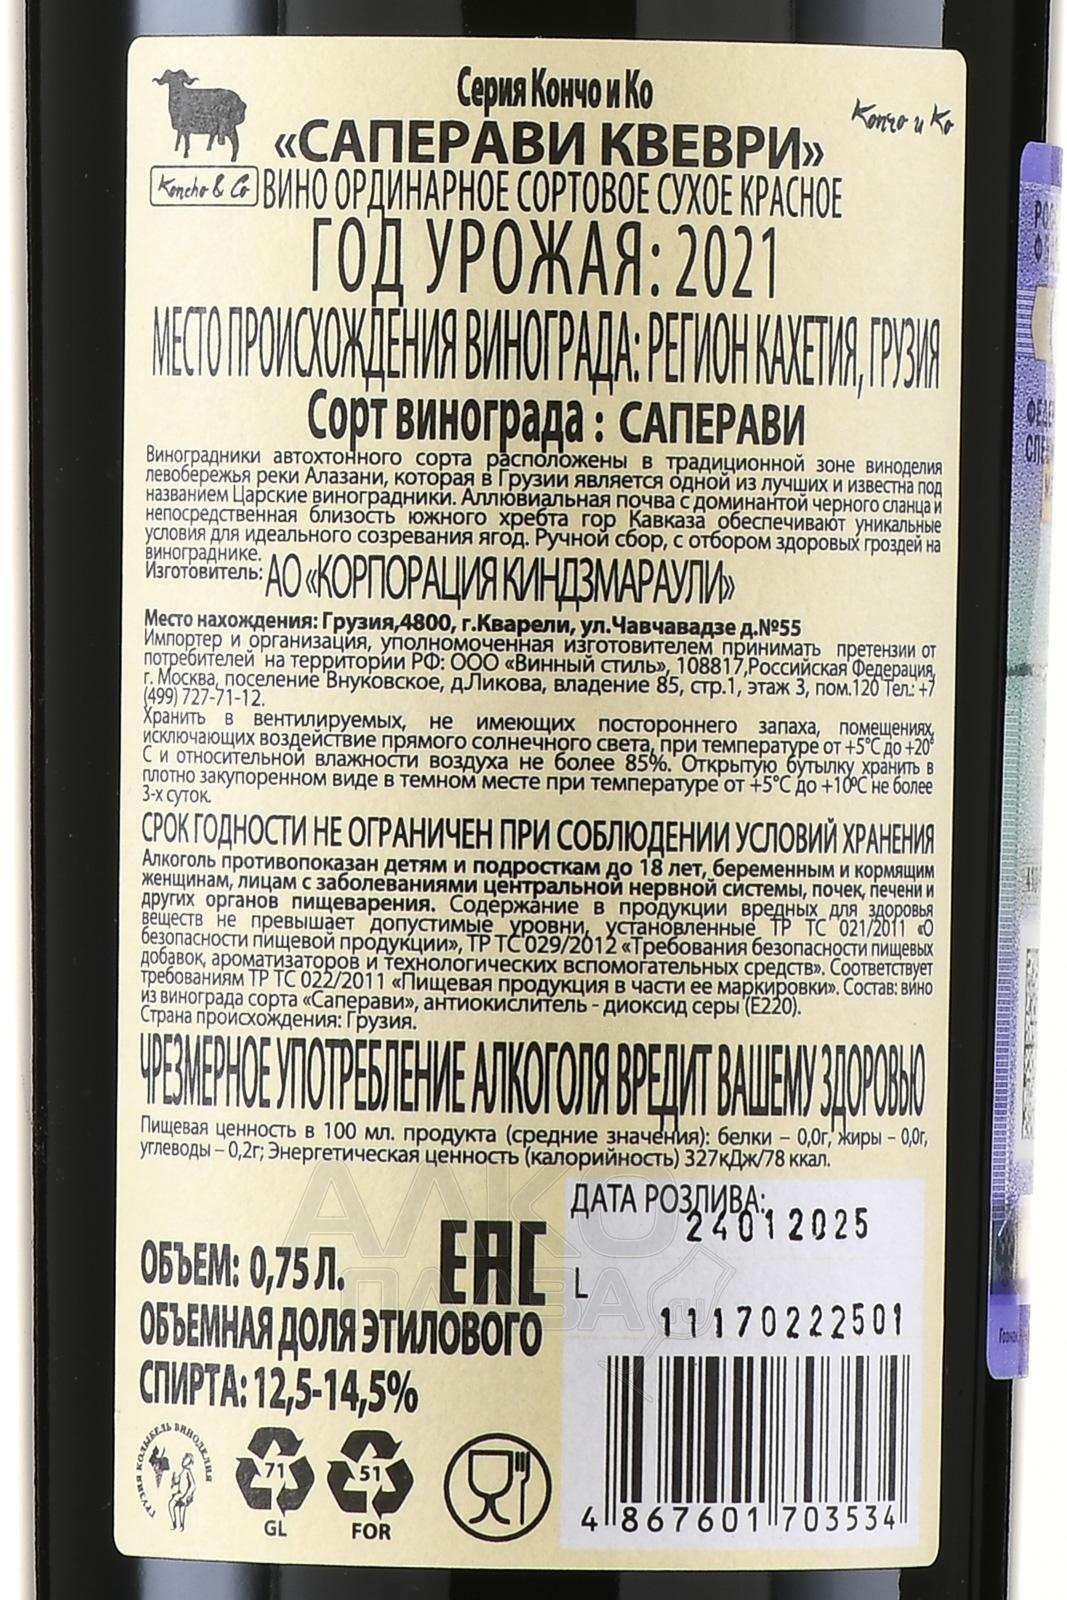 Серия Кончо и Ко
Кончо и Ко
«САПЕРАВИ КВЕВРИ»
Koncho & Co
ВИНО ОРДИНАРНОЕ СОРТОВОЕ СУХОЕ КРАСНОЕ
ГОД УРОЖАЯ: 2021
МЕСТО ПРОИСХОЖДЕНИЯ ВИНОГРАДА: РЕГИОН КАХЕТИЯ, ГРУЗИЯ
Сорт винограда : САПЕРАВИ
Виноградники автохтонного сорта расположены в традиционной зоне виноделия
левобережья реки Алазани, которая в Грузии является одной из лучших и известна под
названием Царские виноградники. Аллювиальная почва с доминантой черного сланца и
непосредственная близость южного хребта гор Кавказа обеспечивают уникальные
условия для идеального созревания ягод. Ручной сбор, с отбором здоровых гроздей на
винограднике.
Изготовитель: АО «КОРПОРАЦИЯ КИНДЗМАРАУЛИ»
Место нахождения: Грузия,4800, г.Кварели, ул.Чавчавадзе д.№55
Импортер и организация, уполномоченная изготовителем принимать претензии от
потребителей на территории РФ: ООО «Винный стиль», 108817,Российская Федерация,
г. Москва, поселение Внуковское, д.Ликова, владение 85, стр.1, этаж 3, пом.120 Тел.: +7
(499) 727-71-12.
Хранить в вентилируемых, не имеющих постороннего запаха, помещениях,
исключающих воздействие прямого солнечного света, при температуре от +5°С до +20°
С и относительной влажности воздуха не более 85%. Открытую бутылку хранить в
плотно закупоренном виде в темном месте при температуре от +5°С до +10°С не более
3-х суток.
СРОК ГОДНОСТИ НЕ ОГРАНИЧЕН ПРИ СОБЛЮДЕНИИ УСЛОВИЙ ХРАНЕНИЯ
Алкоголь противопоказан детям и подросткам до 18 лет, беременным и кормящим
женщинам, лицам с заболеваниями центральной нервной системы, почек, печени и
других органов пищеварения. Содержание в продукции вредных для здоровья
веществ не превышает допустимые уровни, установленные ТР ТС 021/2011 «О
безопасности пищевой продукции», ТР ТС 029/2012 «Требования безопасности пищевых
добавок, ароматизаторов и технологических вспомогательных средств». Соответствует
требованиям ТР ТС 022/2011 «Пищевая продукция в части ее маркировки». Состав: вино
из винограда сорта «Саперави», антиокислитель - диоксид серы (Е220).
Страна происхождения: Грузия.
ЧРЕЗМЕРНОЕ УПОТРЕБЛЕНИЕ АЛКОГОЛЯ ВРЕДИТ ВАШЕМУ ЗДОРОВЬЮ
Пищевая ценность в 100 мл. продукта (средние значения): белки – 0,0г, жиры – 0,0г,
углеводы – 0,2г; Энергетическая ценность (калорийность) 327кДж/78 ккал.
ДАТА РОЗЛИВА:
24012025
L
11170222501
ОБЪЕМ: 0,75 Л.
EAC
ОБЪЕМНАЯ ДОЛЯ ЭТИЛОВОГО
СПИРТА: 12,5-14,5%
ГРУЗИЯ КОЛЫБЕЛЬ ВИНОДЕЛИЯ
71
GL
51
FOR
4 867601 703534
АЛКО
ПАЛВА
.ru